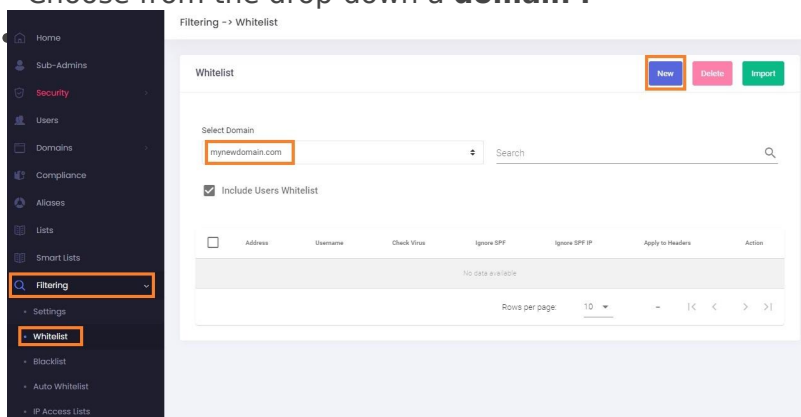 Choose from the drop down a domain .
Filtering -> Whitelist
Home
Sub-Admins
Security
Users
Domains
Compliance
Aliases
Lists
Smart Lists
Filtering
Settings
Whitelist
Blacklist
Auto Whitelist
IP Access Lists
Whitelist
New Delete Import
Select Domain
mynewdomain.com Search
Include Users Whitelist
Address Username Check Virus Ignore SPF Ignore SPF IP Apply to Headers Action
No data available
Rows per page: 10 –